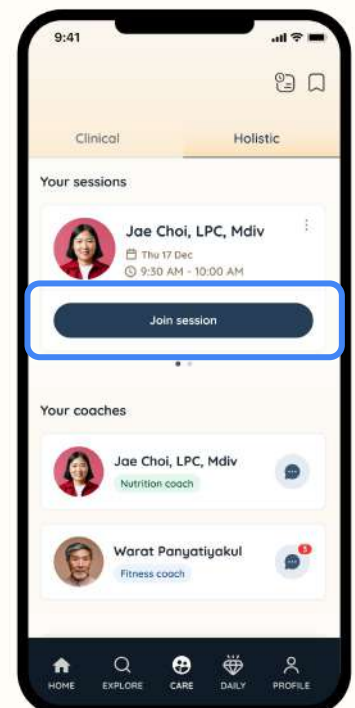 9:41
Clinical Holistic
Your sessions
Jae Choi, LPC, Mdiv
Thu 17 Dec
9:30 AM - 10:00 AM
Join session
Your coaches
Jae Choi, LPC, Mdiv
Nutrition coach
Warat Panyatiyakul
3
Fitness coach
HOME EXPLORE CARE DAILY PROFILE